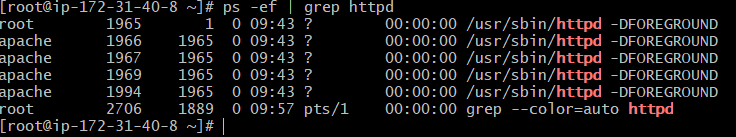 [root@ip-172-31-40-8 ~]# ps -ef | grep httpd
root 1965 1 0 09:43 ? 00:00:00 /usr/sbin/httpd -DFOREGROUND
apache 1966 1965 0 09:43 ? 00:00:00 /usr/sbin/httpd -DFOREGROUND
apache 1967 1965 0 09:43 ? 00:00:00 /usr/sbin/httpd -DFOREGROUND
apache 1969 1965 0 09:43 ? 00:00:00 /usr/sbin/httpd -DFOREGROUND
apache 1994 1965 0 09:43 ? 00:00:00 /usr/sbin/httpd -DFOREGROUND
root 2706 1889 0 09:57 pts/1 00:00:00 grep --color=auto httpd
[root@ip-172-31-40-8 ~]#